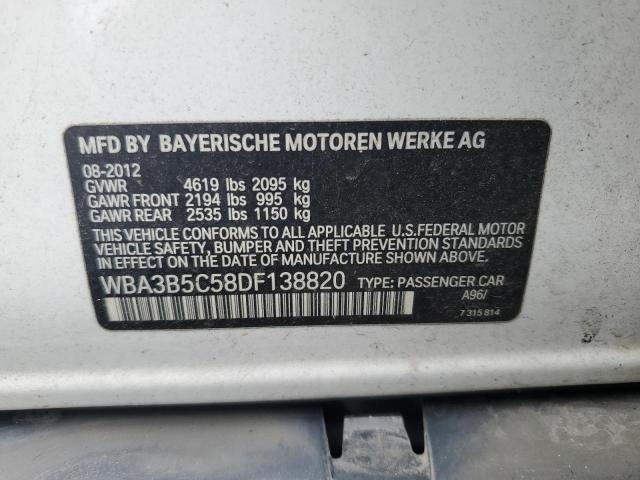 MFD BY BAYERISCHE MOTOREN WERKE AG
08-2012
GVWR 4619 lbs 2095 kg
GAWR FRONT 2194 lbs 995 kg
GAWR REAR 2535 lbs 1150 kg
THIS VEHICLE CONFORMS TO ALL APPLICABLE U.S.FEDERAL MOTOR
VEHICLE SAFETY, BUMPER AND THEFT PREVENTION STANDARDS
IN EFFECT ON THE DATE OF MANUFACTURE SHOWN ABOVE.
WBA3B5C58DF138820 TYPE: PASSENGER CAR
A96/
7 315 814